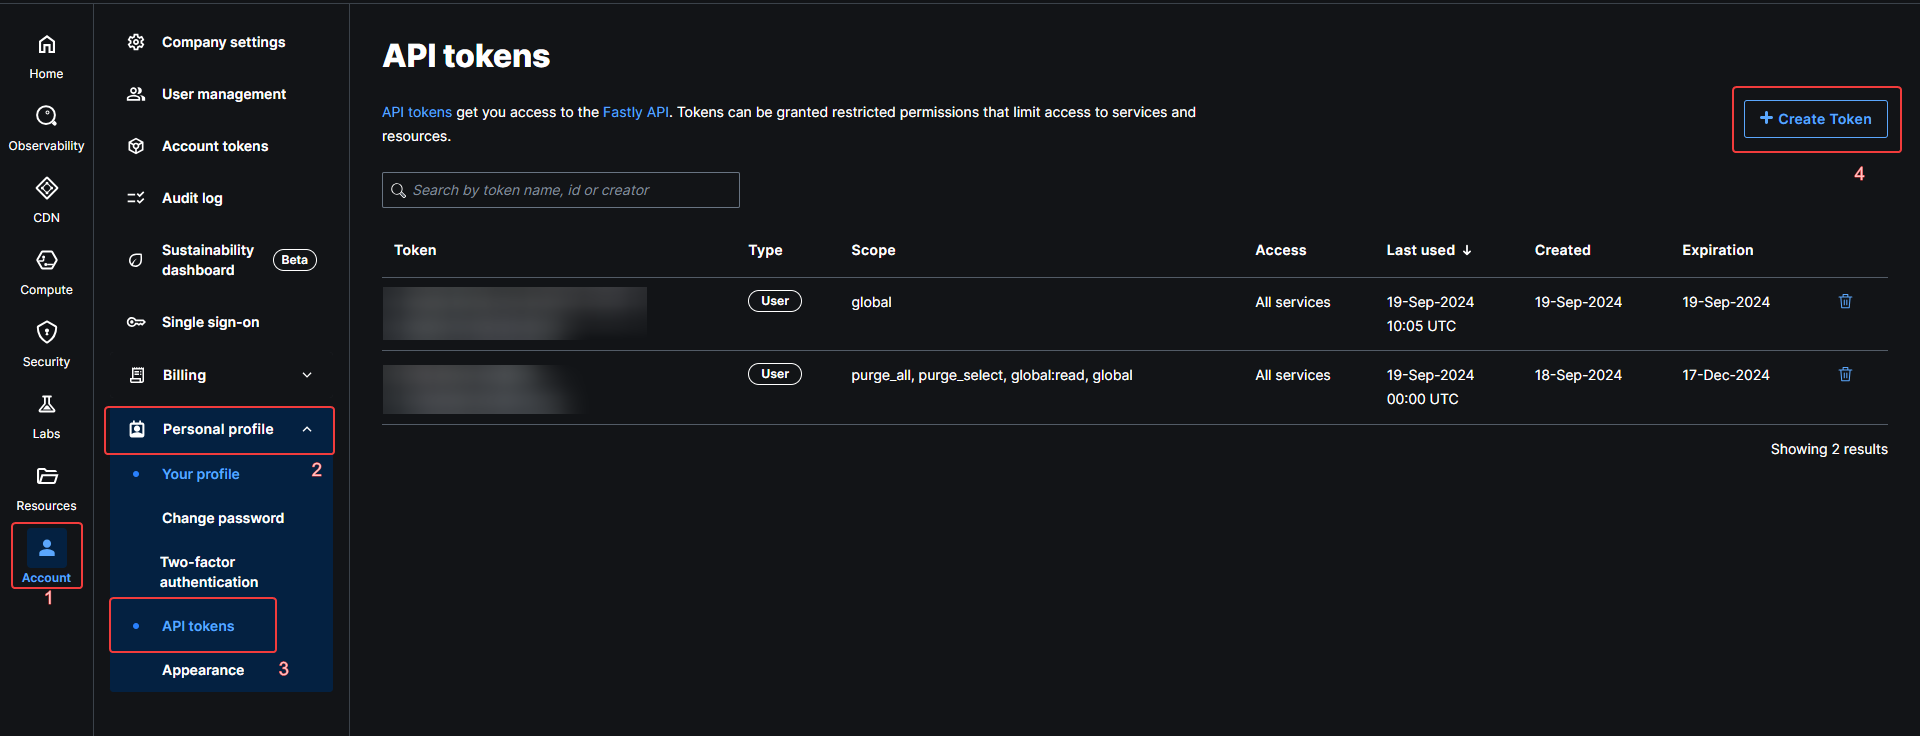 Home
Observability
CDN
Compute
Security
Labs
Resources
Account
1
Company settings
User management
Account tokens
Audit log
Sustainability
dashboard
Beta
Single sign-on
Billing
Personal profile
2
Your profile
Change password
Two-factor
authentication
API tokens
3
Appearance
API tokens
API tokens get you access to the Fastly API. Tokens can be granted restricted permissions that limit access to services and
resources.
+ Create Token
4
Search by token name, id or creator
Token Type Scope Access Last used ↓ Created Expiration
User global All services 19-Sep-2024 19-Sep-2024 19-Sep-2024
10:05 UTC
User purge_all, purge_select, global:read, global All services 19-Sep-2024 18-Sep-2024 17-Dec-2024
00:00 UTC
Showing 2 results